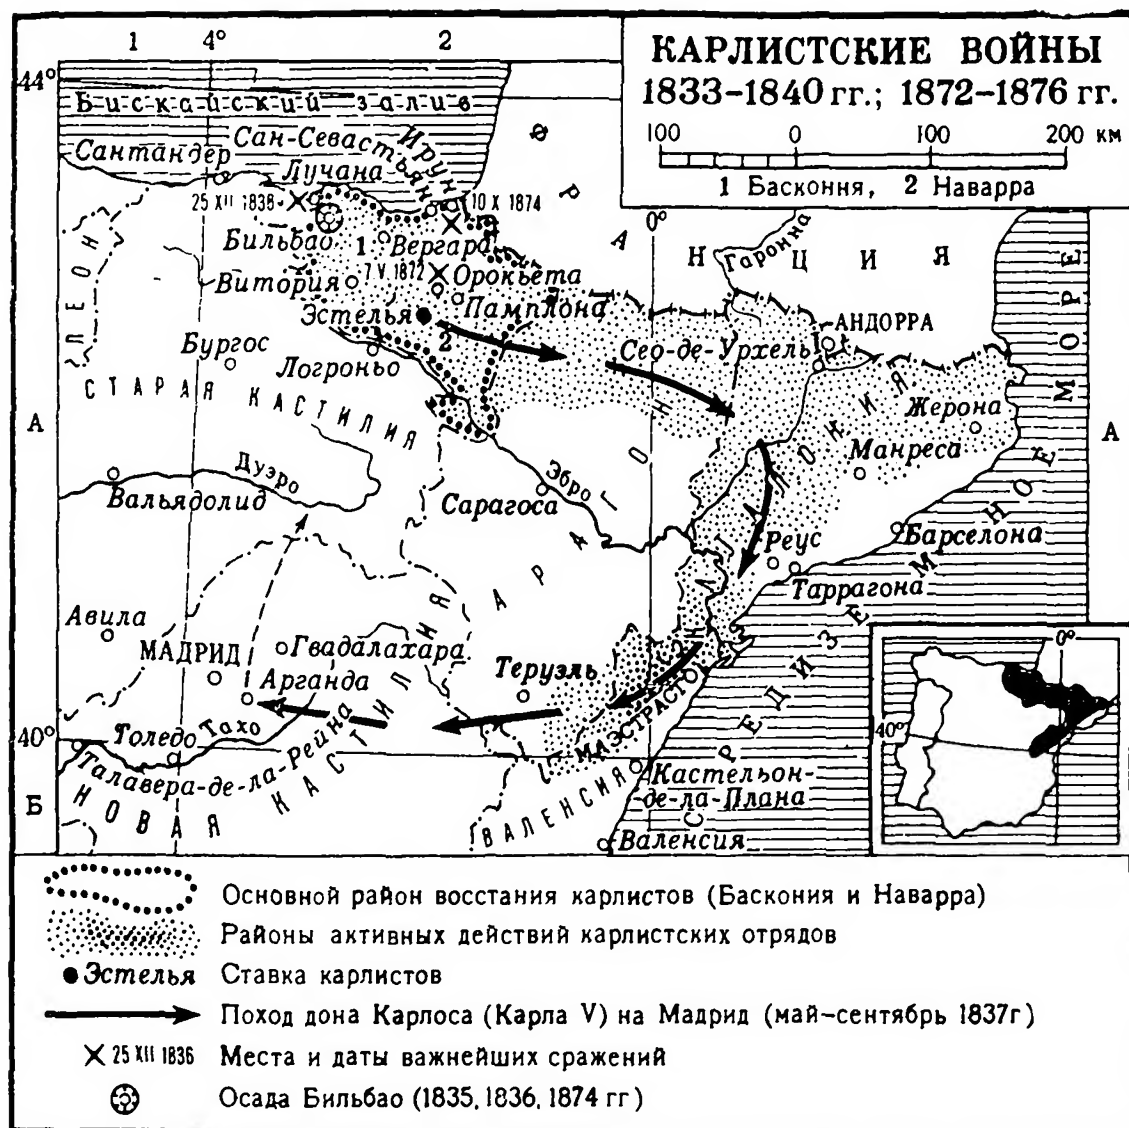 КАРЛИСТСКИЕ ВОЙНЫ
1833–1840 гг.; 1872–1876 гг.
100 0 100 200 км
1 Баскония, 2 Наварра
1 4° 2
44°
Бискайский залив
Сантандер
Сан-Севастьян
Ирун
Лучана
25 XII 1836
10 X 1874
Бильбао
1
Вергара
7 V. 1872
Орокьета
Витория
Памплона
Эстелья
2
Логроньо
Бургос
ЛЕОН
СТАРАЯ КАСТИЛИЯ
ФРАНЦИЯ
0°
Гаронна
АНДОРРА
Сео-де-Урхель
КАТАЛОНИЯ
Жерона
Манреса
А
А
Дуэро
Вальядолид
Эбро
Сарагоса
АРАГОН
Барселона
Реус
Таррагона
СРЕДИЗЕМНОЕ МОРЕ
Авила
МАДРИД
Гвадалахара
Арганда
Теруэль
МАЭСТРАСГО
40°
Толедо
Тахо
Талавера-де-ла-Рейна
НОВАЯ КАСТИЛИЯ
Б
ВАЛЕНСИЯ
Кастельон-
де-ла-Плана
Валенсия
0°
40°
Основной район восстания карлистов (Баскония и Наварра)
Районы активных действий карлистских отрядов
Эстелья Ставка карлистов
Поход дона Карлоса (Карла V) на Мадрид (май–сентябрь 1837г)
25 XII 1836 Места и даты важнейших сражений
Осада Бильбао (1835, 1836, 1874 гг)